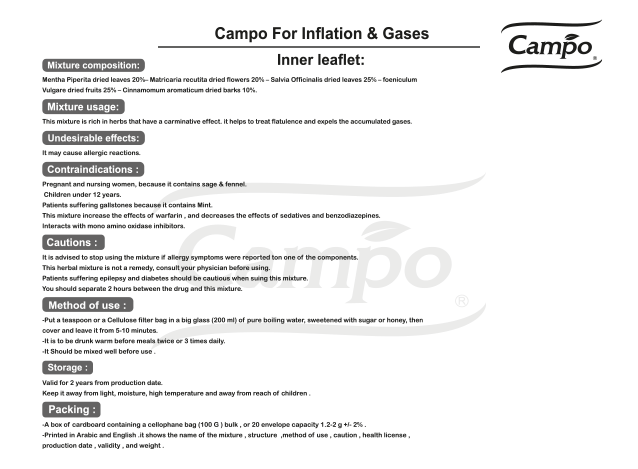 Campo For Inflation & Gases
Campo
®
Inner leaflet:
Mixture composition:
Mentha Piperita dried leaves 20%– Matricaria recutita dried flowers 20% – Salvia Officinalis dried leaves 25% – foeniculum
Vulgare dried fruits 25% – Cinnamomum aromaticum dried barks 10%.
Mixture usage:
This mixture is rich in herbs that have a carminative effect. it helps to treat flatulence and expels the accumulated gases.
Undesirable effects:
It may cause allergic reactions.
Contraindications :
Pregnant and nursing women, because it contains sage & fennel.
Children under 12 years.
Patients suffering gallstones because it contains Mint.
This mixture increase the effects of warfarin , and decreases the effects of sedatives and benzodiazepines.
Interacts with mono amino oxidase inhibitors.
Cautions :
It is advised to stop using the mixture if allergy symptoms were reported ton one of the components.
This herbal mixture is not a remedy, consult your physician before using.
Patients suffering epilepsy and diabetes should be cautious when suing this mixture.
You should separate 2 hours between the drug and this mixture.
Campo
®
Method of use :
-Put a teaspoon or a Cellulose filter bag in a big glass (200 ml) of pure boiling water, sweetened with sugar or honey, then
cover and leave it from 5-10 minutes.
-It is to be drunk warm before meals twice or 3 times daily.
-It Should be mixed well before use .
Storage :
Valid for 2 years from production date.
Keep it away from light, moisture, high temperature and away from reach of children .
Packing :
-A box of cardboard containing a cellophane bag (100 G ) bulk , or 20 envelope capacity 1.2-2 g +/- 2% .
-Printed in Arabic and English .it shows the name of the mixture , structure ,method of use , caution , health license ,
production date , validity , and weight .